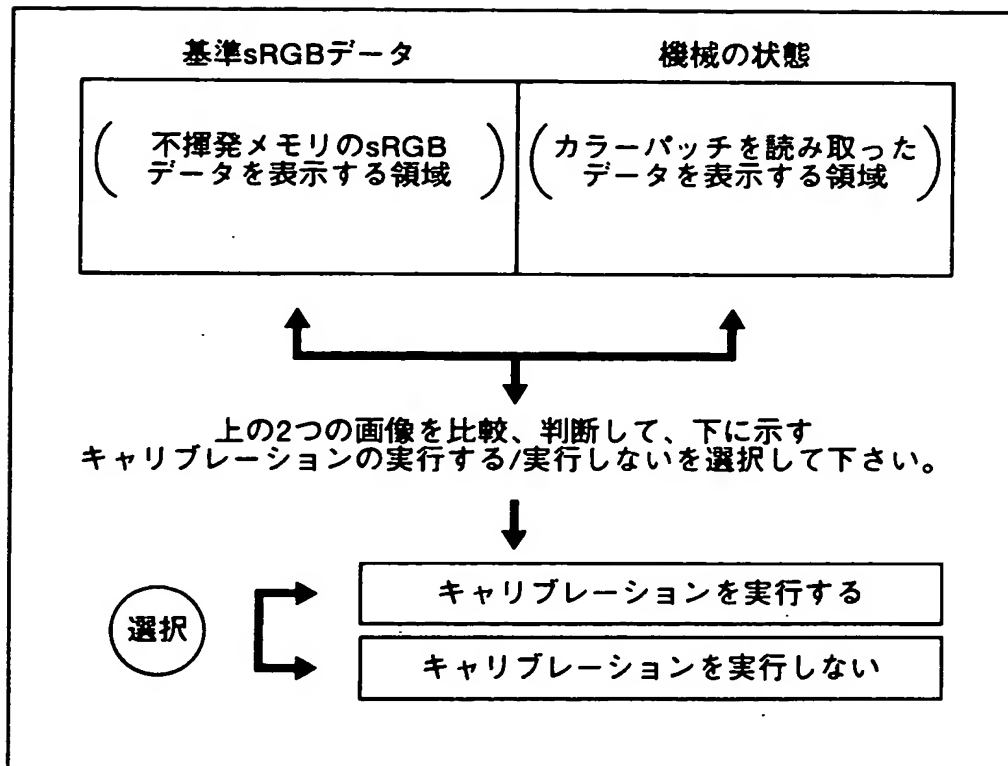 基準sRGBデータ
機械の状態
不揮発メモリのsRGB
データを表示する領域
カラーパッチを読み取った
データを表示する領域
上の2つの画像を比較、判断して、下に示す
キャリブレーションの実行する/実行しないを選択して下さい。
選択
キャリブレーションを実行する
キャリブレーションを実行しない